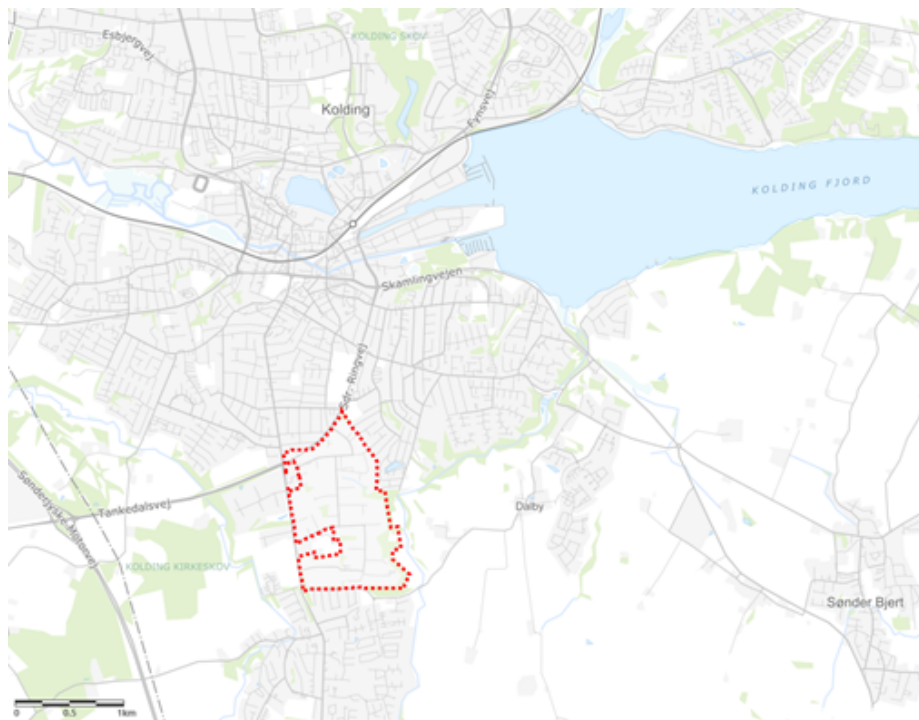 Esbjergvej
KOLDING SKOV
Kolding
Fynsvej
KOLDING FJORD
Skamlingvejen
Sdr. Ringvej
Sønderjyske Motorvej
Tankedalsvej
Dalby
KOLDING KIRKESKOV
Sønder Bjert
0 0,5 1km